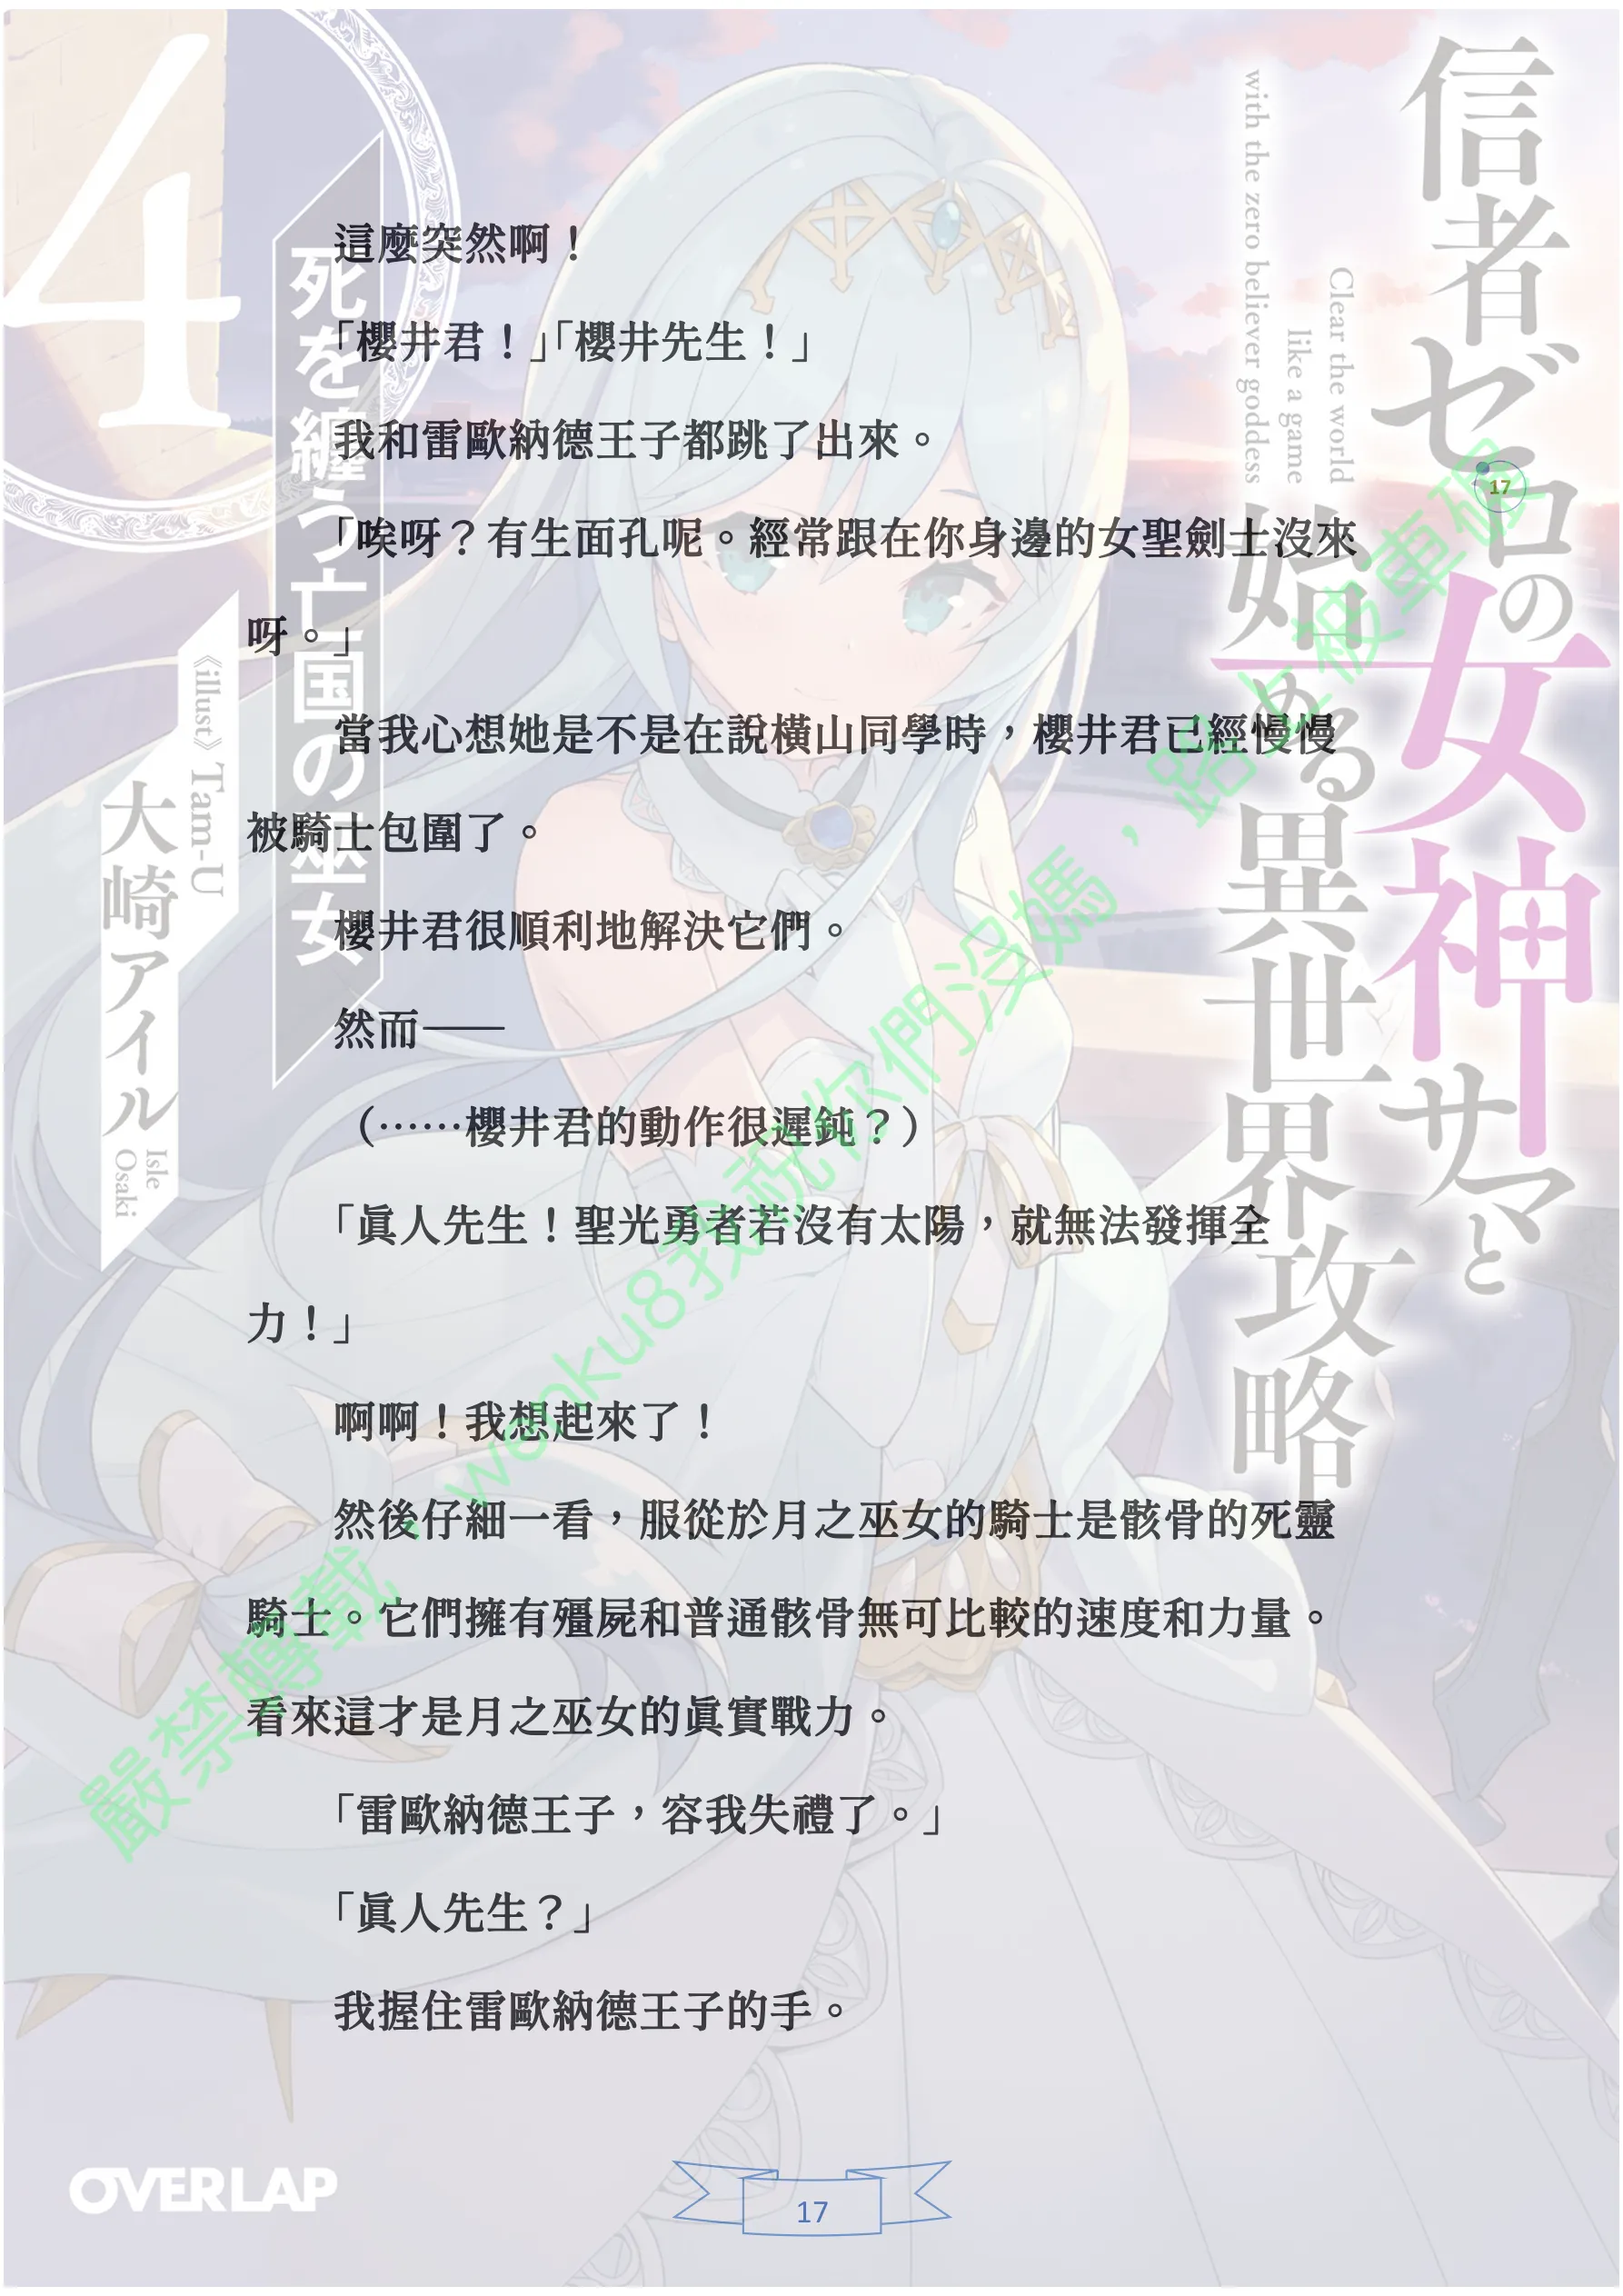 這麼突然啊！
「櫻井君！」「櫻井先生！」
我和雷歐納德王子都跳了出來。
「唉呀？有生面孔呢。經常跟在你身邊的女聖劍士沒來
呀。」
當我心想她是不是在說橫山同學時，櫻井君已經慢慢
被騎士包圍了。
櫻井君很順利地解決它們。
然而——
（……櫻井君的動作很遲鈍？）
「眞人先生！聖光勇者若沒有太陽，就無法發揮全
力！」
啊啊！我想起來了！
然後仔細一看，服從於月之巫女的騎士是骸骨的死靈
騎士。它們擁有殭屍和普通骸骨無可比較的速度和力量。
看來這才是月之巫女的眞實戰力。
「雷歐納德王子，容我失禮了。」
「眞人先生？」
我握住雷歐納德王子的手。
17
17
信者ゼロの女神サマと
始める異世界攻略
Clear the world
like a game
with the zero believer goddess
4
死を纏う亡国の巫女
《illust》Tam-U
大崎アイル
Isle
Osaki
OVERLAP
嚴禁轉載，wenku8我祝你們沒媽，路上被車碾